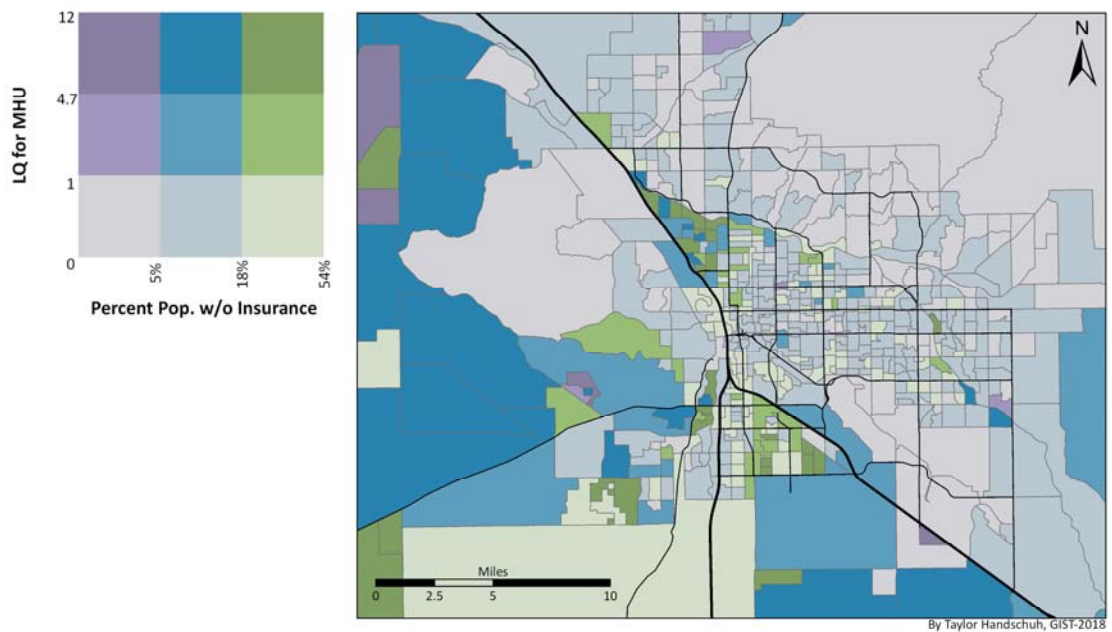 12
4.7
1
0
LQ for MHU
5%
18%
54%
Percent Pop. w/o Insurance
N
Miles
0 2.5 5 10
By Taylor Handschuh, GIST-2018